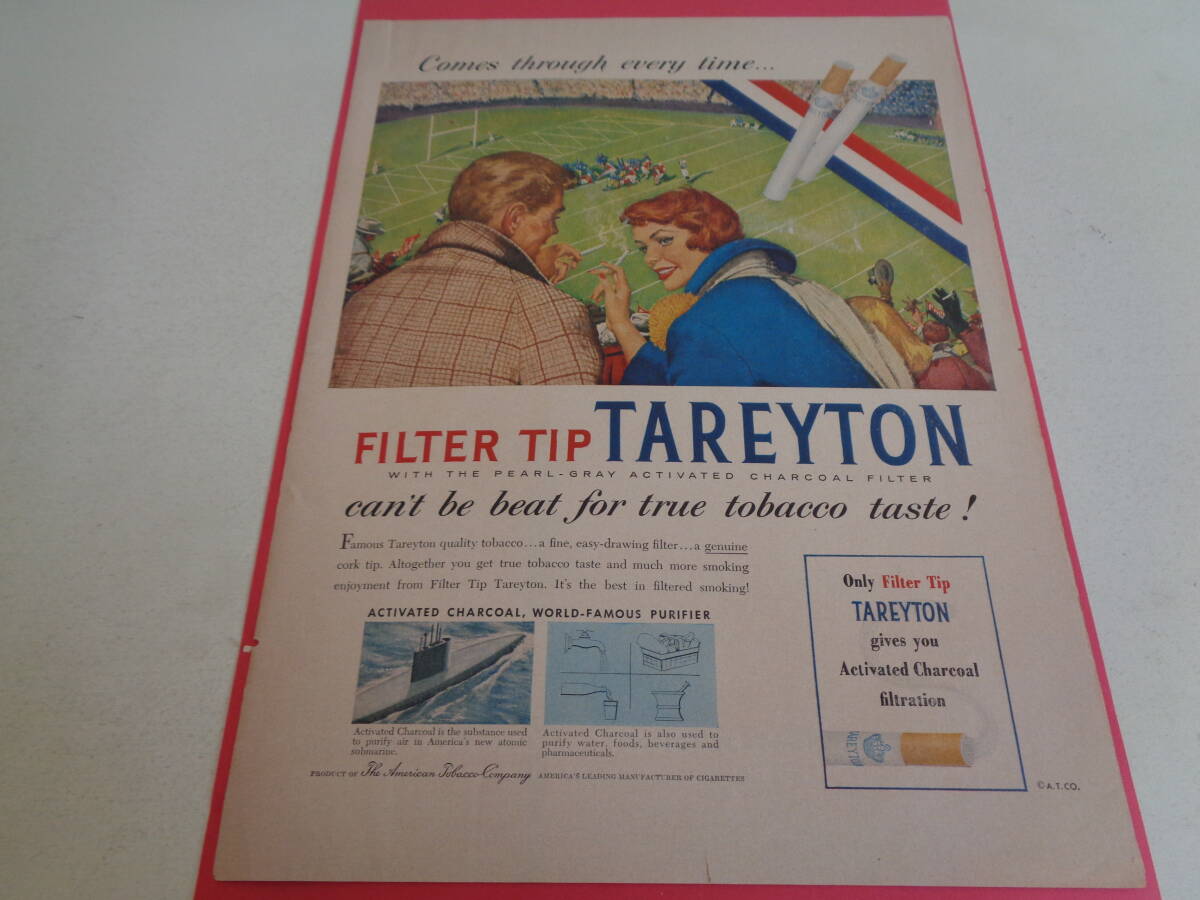 Comes through every time...
FILTER TIP TAREYTON
WITH THE PEARL-GRAY ACTIVATED CHARCOAL FILTER
can't be beat for true tobacco taste!
Famous Tareyton quality tobacco...a fine, easy-drawing filter...a genuine
cork tip. Altogether you get true tobacco taste and much more smoking
enjoyment from Filter Tip Tareyton. It's the best in filtered smoking!
ACTIVATED CHARCOAL, WORLD-FAMOUS PURIFIER
Activated Charcoal is the substance used
to purify air in America's new atomic
submarine.
Activated Charcoal is also used to
purify water, foods, beverages and
pharmaceuticals.
PRODUCT OF The American Tobacco Company AMERICA'S LEADING MANUFACTURER OF CIGARETTES
Only Filter Tip
TAREYTON
gives you
Activated Charcoal
filtration
AREYTON
© A.T.CO.